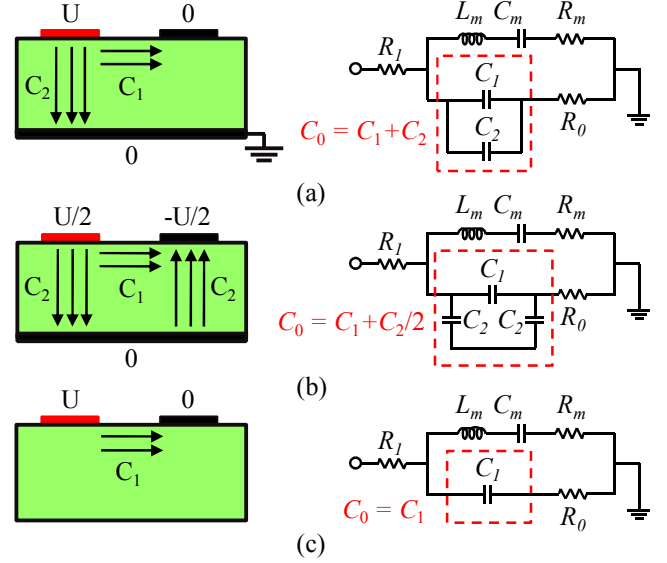 U 0
C₂ C₁
0
R₁ Lₘ Cₘ Rₘ
C₁
C₂ R₀
C₀ = C₁+C₂
(a)
U/2 -U/2
C₂ C₁ C₂
0
R₁ Lₘ Cₘ Rₘ
C₁
C₂ C₂ R₀
C₀ = C₁+C₂/2
(b)
U 0
C₁
R₁ Lₘ Cₘ Rₘ
C₁
R₀
C₀ = C₁
(c)